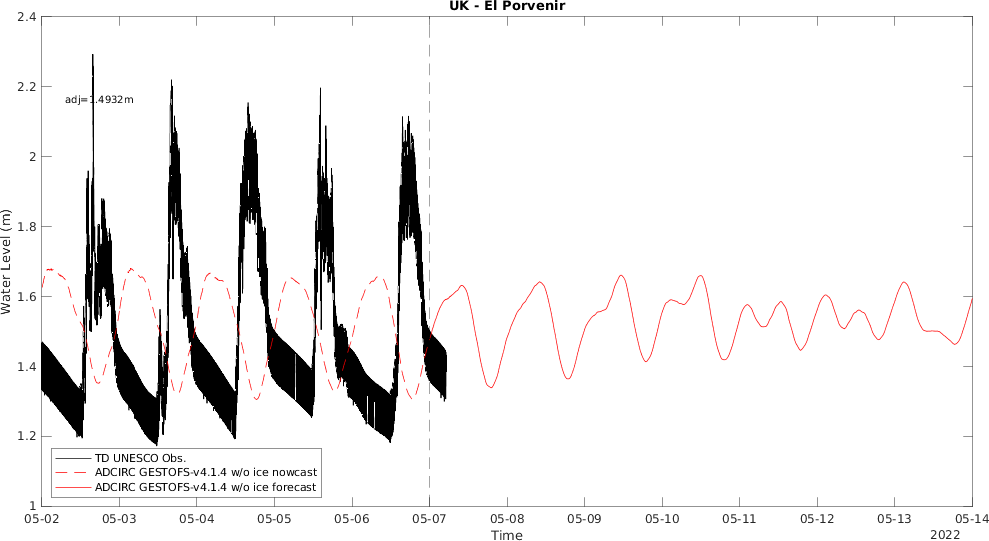 UK - El Porvenir
2.4
2.2
2
1.8
1.6
1.4
1.2
1
Water Level (m)
adj=1.4932m
TD UNESCO Obs.
ADCIRC GESTOFS-v4.1.4 w/o ice nowcast
ADCIRC GESTOFS-v4.1.4 w/o ice forecast
05-02 05-03 05-04 05-05 05-06 05-07 05-08 05-09 05-10 05-11 05-12 05-13 05-14
Time
2022